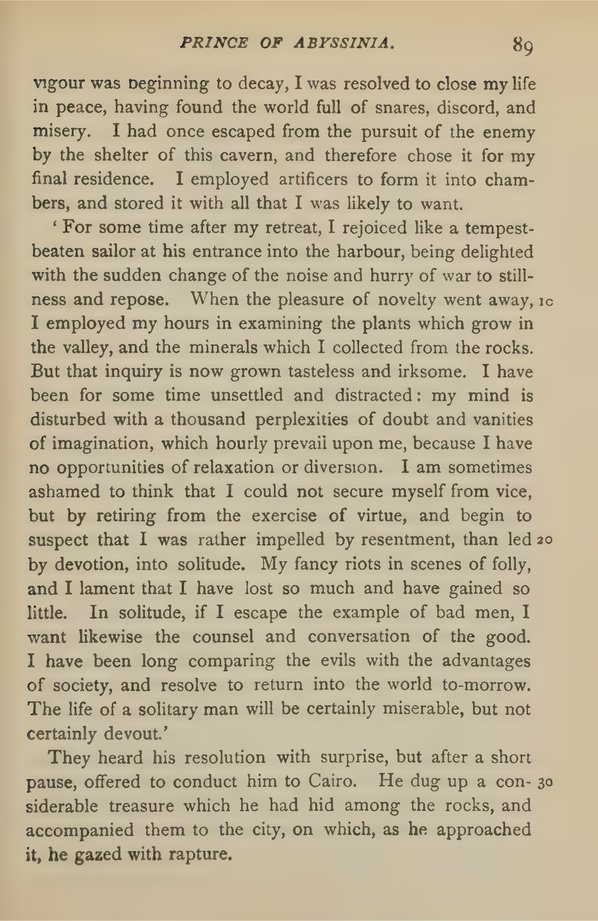 PRINCE OF ABYSSINIA. 89
vigour was beginning to decay, I was resolved to close my life
in peace, having found the world full of snares, discord, and
misery. I had once escaped from the pursuit of the enemy
by the shelter of this cavern, and therefore chose it for my
final residence. I employed artificers to form it into cham-
bers, and stored it with all that I was likely to want.
‘ For some time after my retreat, I rejoiced like a tempest-
beaten sailor at his entrance into the harbour, being delighted
with the sudden change of the noise and hurry of war to still-
ness and repose. When the pleasure of novelty went away, 10
I employed my hours in examining the plants which grow in
the valley, and the minerals which I collected from the rocks.
But that inquiry is now grown tasteless and irksome. I have
been for some time unsettled and distracted : my mind is
disturbed with a thousand perplexities of doubt and vanities
of imagination, which hourly prevail upon me, because I have
no opportunities of relaxation or diversion. I am sometimes
ashamed to think that I could not secure myself from vice,
but by retiring from the exercise of virtue, and begin to
suspect that I was rather impelled by resentment, than led 20
by devotion, into solitude. My fancy riots in scenes of folly,
and I lament that I have lost so much and have gained so
little. In solitude, if I escape the example of bad men, I
want likewise the counsel and conversation of the good.
I have been long comparing the evils with the advantages
of society, and resolve to return into the world to-morrow.
The life of a solitary man will be certainly miserable, but not
certainly devout.’
They heard his resolution with surprise, but after a short
pause, offered to conduct him to Cairo. He dug up a con- 30
siderable treasure which he had hid among the rocks, and
accompanied them to the city, on which, as he approached
it, he gazed with rapture.